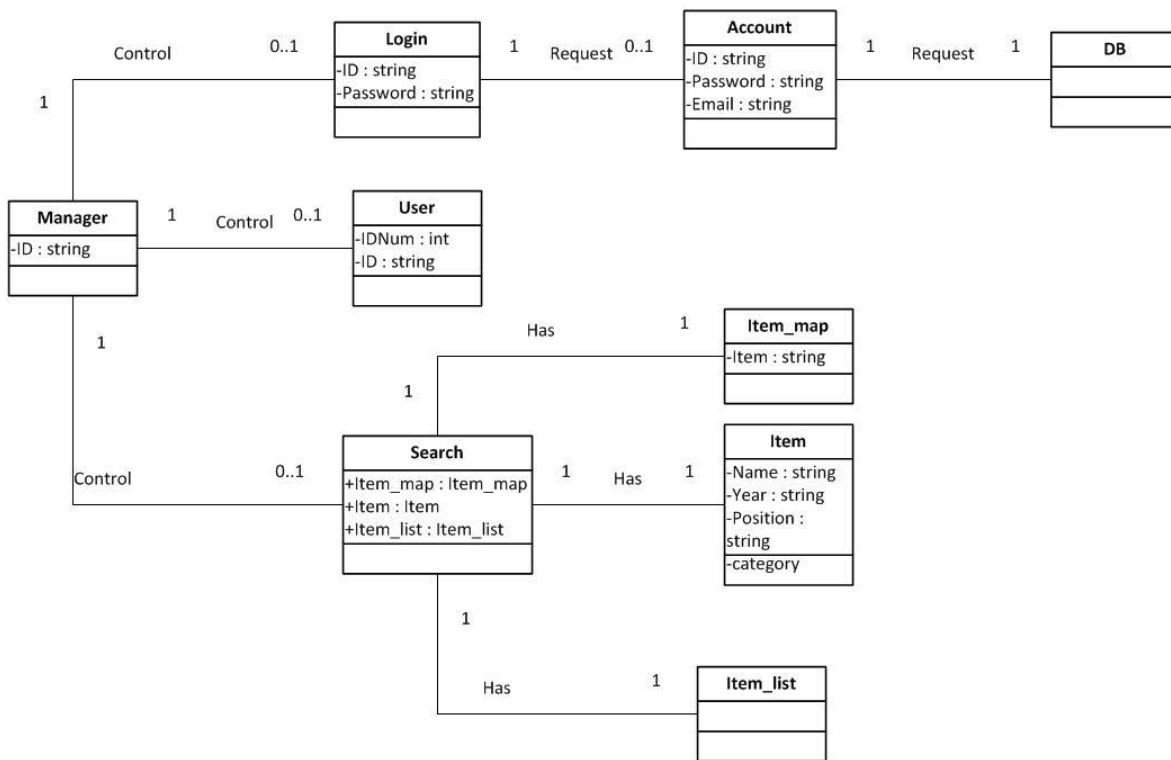 Control
0..1
Login
-ID : string
-Password : string
1
Request
0..1
Account
-ID : string
-Password : string
-Email : string
1
Request
1
DB
1
Manager
-ID : string
1
Control
0..1
User
-IDNum : int
-ID : string
1
Has
1
Item_map
-Item : string
1
Control
0..1
Search
+Item_map : Item_map
+Item : Item
+Item_list : Item_list
1
Has
1
Item
-Name : string
-Year : string
-Position :
string
-category
1
Has
1
Item_list